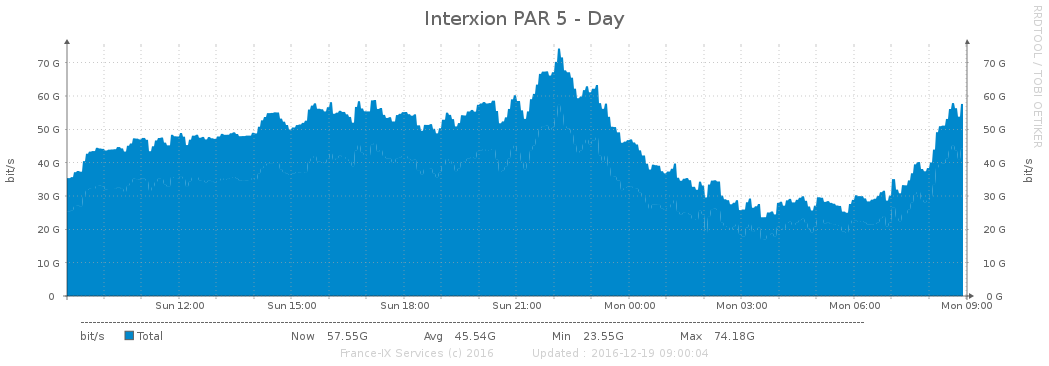 Interxion PAR 5 - Day
RRDTOOL / TOBI OETIKER
bit/s
70 G
60 G
50 G
40 G
30 G
20 G
10 G
0
70 G
60 G
50 G
40 G
30 G
20 G
10 G
0 G
bit/s
Sun 12:00 Sun 15:00 Sun 18:00 Sun 21:00 Mon 00:00 Mon 03:00 Mon 06:00 Mon 09:00
bit/s Total Now 57.55G Avg 45.54G Min 23.55G Max 74.18G
France-IX Services (c) 2016 Updated : 2016-12-19 09:00:04